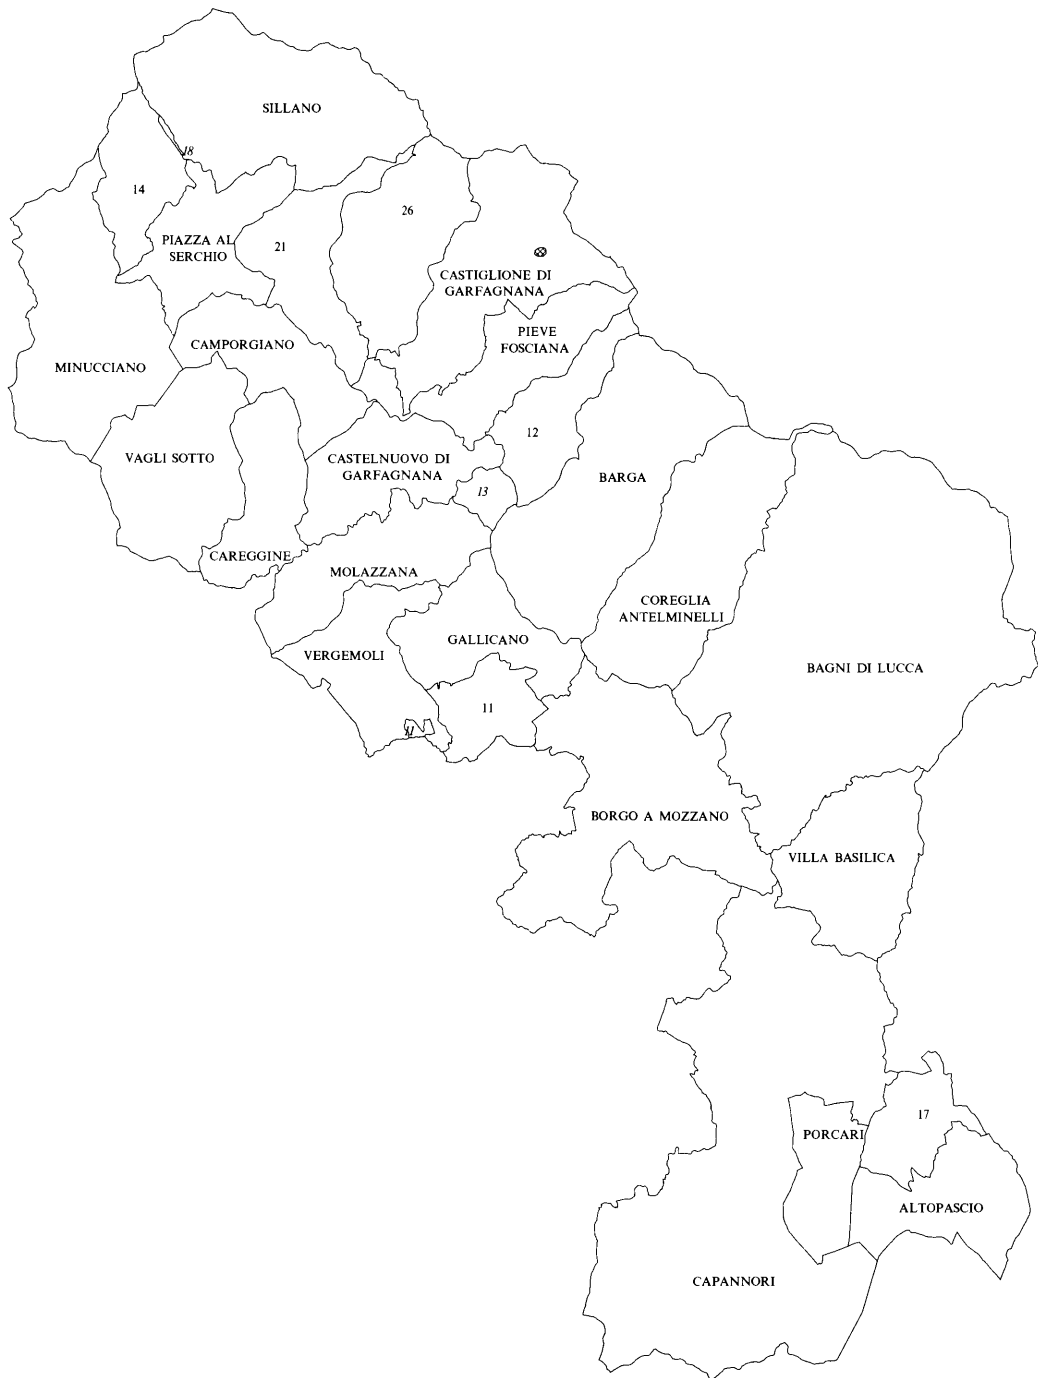 SILLANO
18
14
26
PIAZZA AL
SERCHIO
21
CASTIGLIONE DI
GARFAGNANA
PIEVE
FOSCIANA
CAMPORGIANO
MINUCCIANO
12
VAGLI SOTTO
CASTELNUOVO DI
GARFAGNANA
BARGA
13
CAREGGINE
MOLAZZANA
COREGLIA
ANTELMINELLI
GALLICANO
VERGEMOLI
BAGNI DI LUCCA
11
11
BORGO A MOZZANO
VILLA BASILICA
17
PORCARI
ALTOPASCIO
CAPANNORI